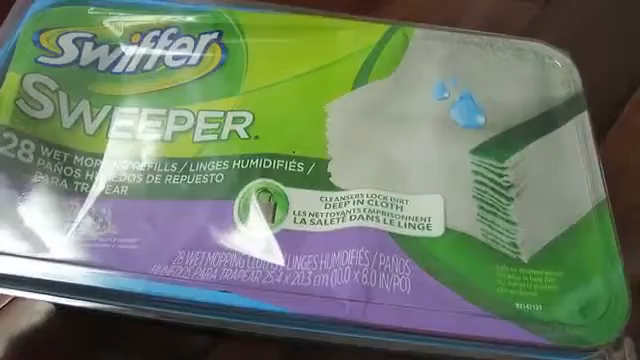 Swiffer
SWEEPER
28 WET MOPPING REFILLS / LINGES HUMIDIFIÉS /
PAÑOS HÚMEDOS DE REPUESTO
PARA TRAPEAR
CLEANSERS LOCK DIRT
DEEP IN CLOTH
LES NETTOYANTS EMPRISONNENT
LA SALETÉ DANS LE LINGE
28 WET MOPPING CLOTHS / LINGES HUMIDIFIÉS / PAÑOS
HÚMEDOS PARA TRAPEAR 25,4 x 20,3 cm (10.0 x 8.0 IN/PO)